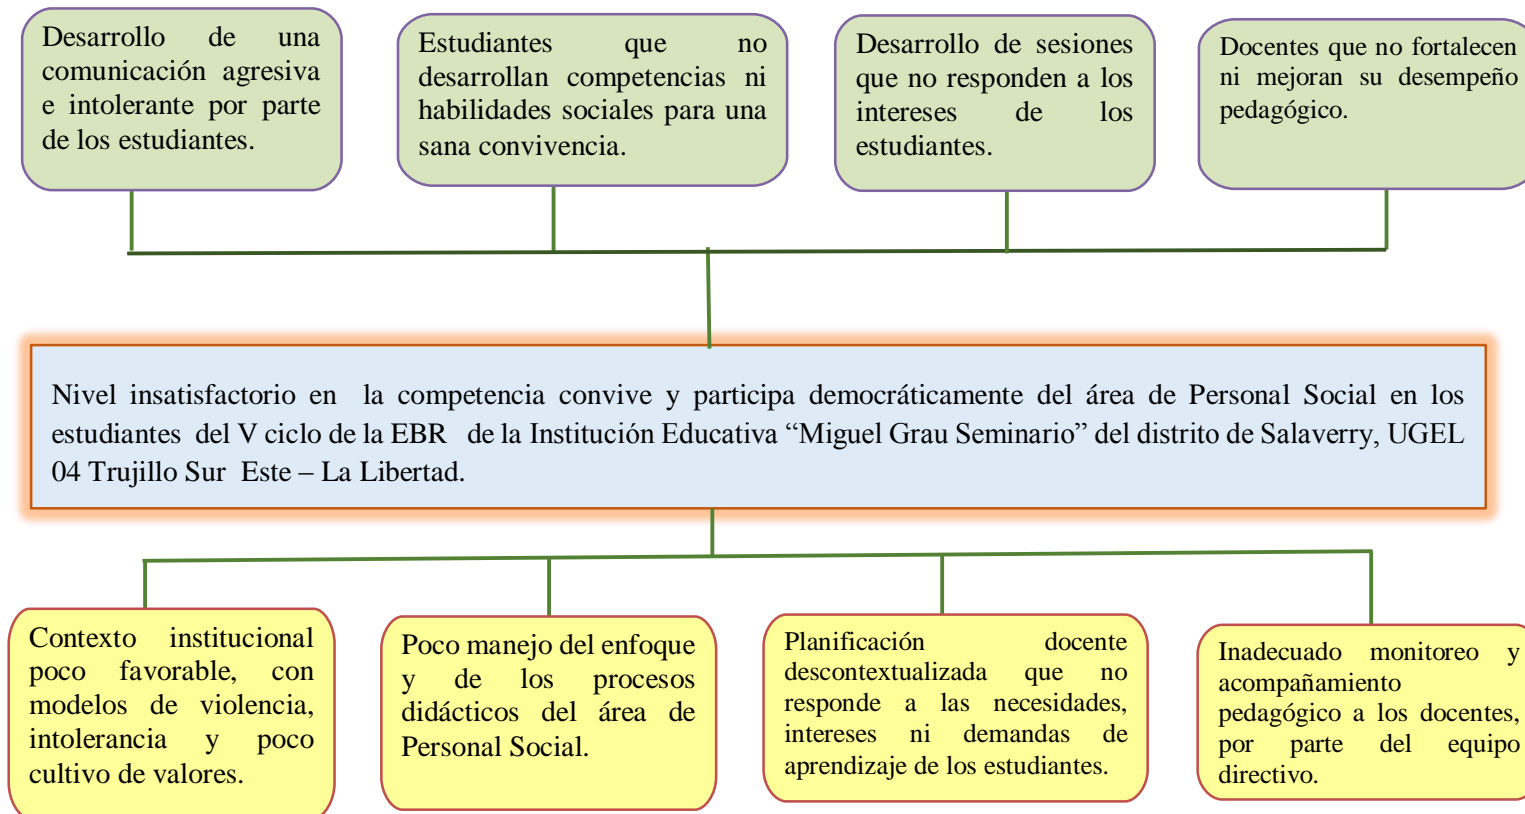 Desarrollo de una
comunicación agresiva
e intolerante por parte
de los estudiantes.
Estudiantes que no
desarrollan competencias ni
habilidades sociales para una
sana convivencia.
Desarrollo de sesiones
que no responden a los
intereses de los
estudiantes.
Docentes que no fortalecen
ni mejoran su desempeño
pedagógico.
Nivel insatisfactorio en la competencia convive y participa democráticamente del área de Personal Social en los
estudiantes del V ciclo de la EBR de la Institución Educativa “Miguel Grau Seminario” del distrito de Salaverry, UGEL
04 Trujillo Sur Este – La Libertad.
Contexto institucional
poco favorable, con
modelos de violencia,
intolerancia y poco
cultivo de valores.
Poco manejo del enfoque
y de los procesos
didácticos del área de
Personal Social.
Planificación docente
descontextualizada que no
responde a las necesidades,
intereses ni demandas de
aprendizaje de los estudiantes.
Inadecuado monitoreo y
acompañamiento
pedagógico a los docentes,
por parte del equipo
directivo.